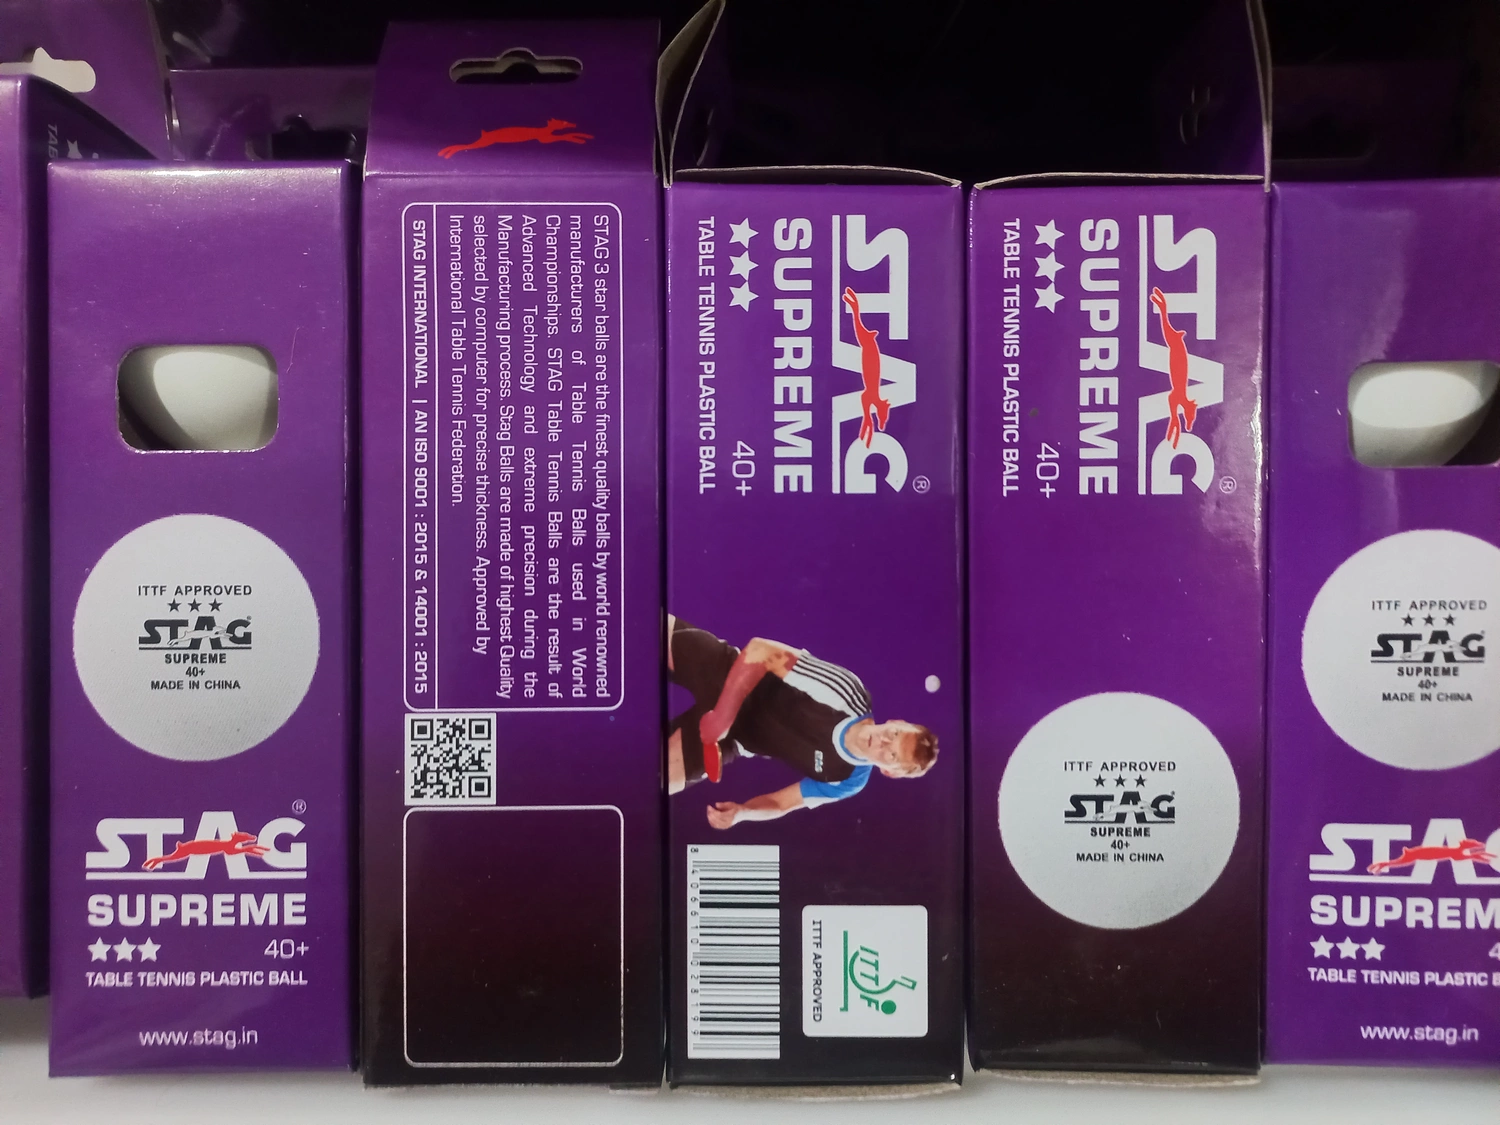 ITTF APPROVED
STAG
SUPREME
40+
MADE IN CHINA
STAG®
SUPREME
40+
TABLE TENNIS PLASTIC BALL
www.stag.in
STAG 3 star balls are the finest quality balls by world renowned
manufacturers of Table Tennis Balls used in World
Championships. STAG Table Tennis Balls are the result of
Advanced Technology and extreme precision during the
Manufacturing process. Stag Balls are made of highest Quality
selected by computer for precise thickness. Approved by
International Table Tennis Federation.
STAG INTERNATIONAL | AN ISO 9001 : 2015 & 14001 : 2015
STAG®
SUPREME
40+
TABLE TENNIS PLASTIC BALL
STAG
ITTF
ITTF APPROVED
STAG®
SUPREME
40+
TABLE TENNIS PLASTIC BALL
ITTF APPROVED
STAG
SUPREME
40+
MADE IN CHINA
ITTF APPROVED
STAG
SUPREME
40+
MADE IN CHINA
STAG
SUPREM
4
TABLE TENNIS PLASTIC B
www.stag.in